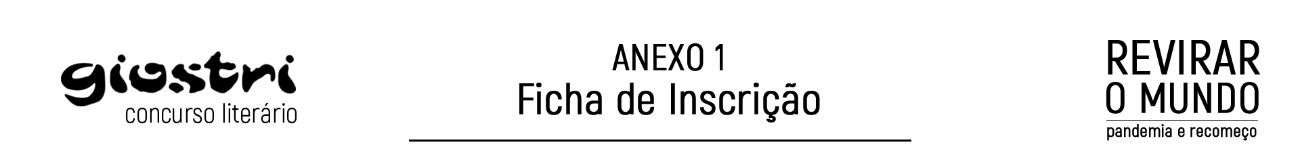 giostri
concurso literário
ANEXO 1
Ficha de Inscrição
REVIRAR
O MUNDO
pandemia e recomeço